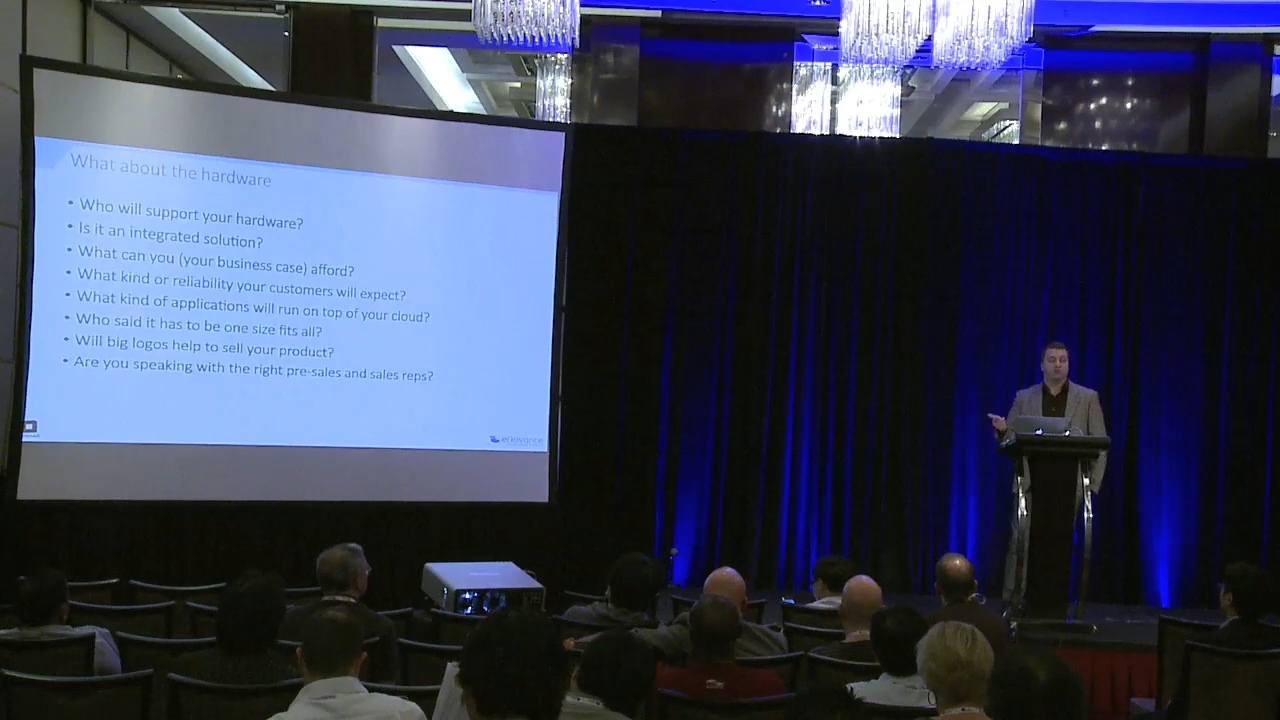 What about the hardware
• Who will support your hardware?
• Is it an integrated solution?
• What can you (your business case) afford?
• What kind or reliability your customers will expect?
• What kind of applications will run on top of your cloud?
• Who said it has to be one size fits all?
• Will big logos help to sell your product?
• Are you speaking with the right pre-sales and sales reps?
eNovance